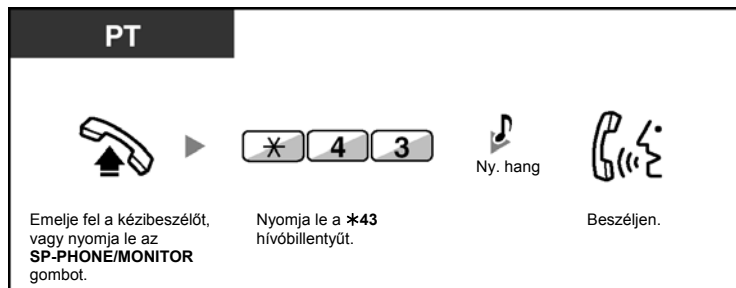 PT
* 4 3
Ny. hang
Emelje fel a kézibeszélőt,
vagy nyomja le az
SP-PHONE/MONITOR
gombot.
Nyomja le a *43
hívóbillentyűt.
Beszéljen.